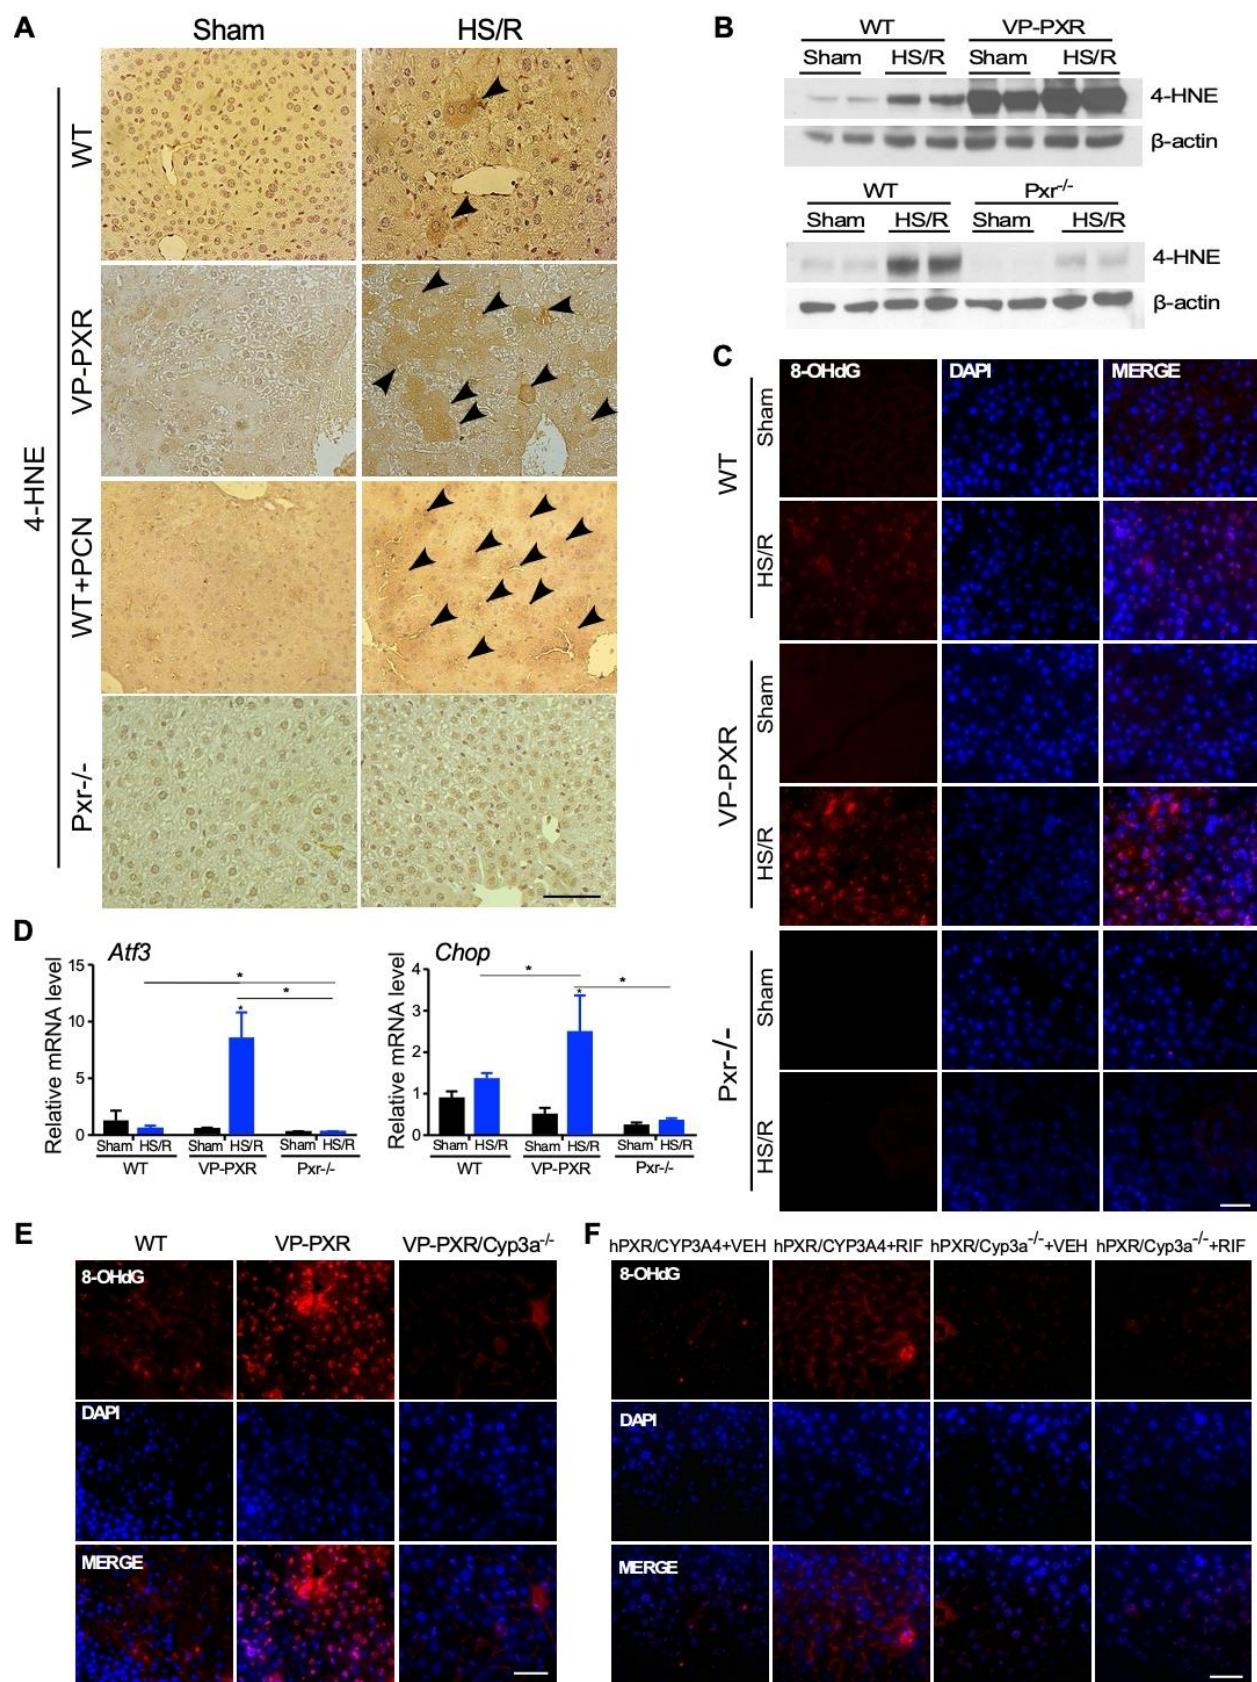 A
Sham
HS/R
4-HNE
WT
VP-PXR
WT+PCN
Pxr-/-
B
WT
VP-PXR
Sham
HS/R
Sham
HS/R
4-HNE
β-actin
WT
Pxr-/-
Sham
HS/R
Sham
HS/R
4-HNE
β-actin
C
8-OHdG
DAPI
MERGE
WT
Sham
HS/R
VP-PXR
Sham
HS/R
Pxr-/-
Sham
HS/R
D
Atf3
Relative mRNA level
15
10
5
0
*
*
*
Sham HS/R
Sham HS/R
Sham HS/R
WT
VP-PXR
Pxr-/-
Chop
Relative mRNA level
4
3
2
1
0
*
*
*
Sham HS/R
Sham HS/R
Sham HS/R
WT
VP-PXR
Pxr-/-
E
WT
VP-PXR
VP-PXR/Cyp3a-/-
8-OHdG
DAPI
MERGE
F
hPXR/CYP3A4+VEH
hPXR/CYP3A4+RIF
hPXR/Cyp3a-/-+VEH
hPXR/Cyp3a-/-+RIF
8-OHdG
DAPI
MERGE